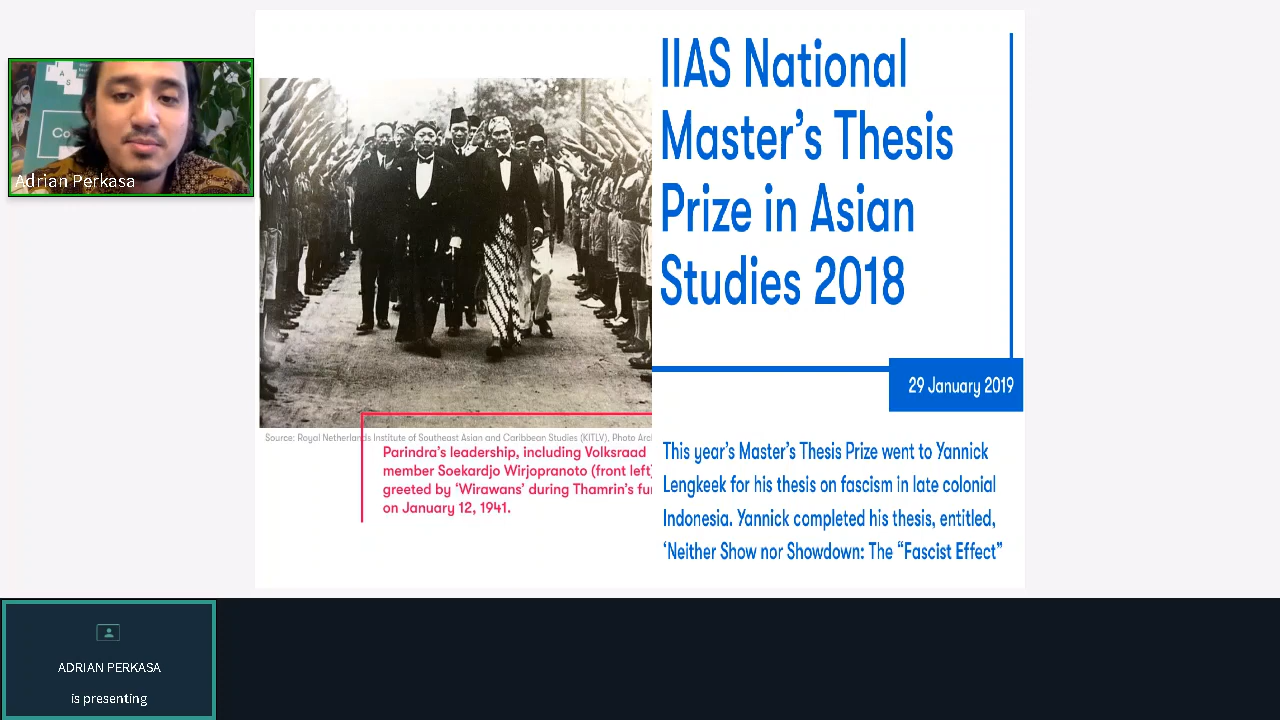 Adrian Perkasa
Co
IIAS National
Master's Thesis
Prize in Asian
Studies 2018
29 January 2019
Source: Royal Netherlands Institute of Southeast Asian and Caribbean Studies (KITLV), Photo Ar
Parindra's leadership, including Volksraad
member Soekardjo Wirjopranoto (front left)
greeted by 'Wirawans' during Thamrin's fu
on January 12, 1941.
This year's Master's Thesis Prize went to Yannick
Lengkeek for his thesis on fascism in late colonial
Indonesia. Yannick completed his thesis, entitled,
'Neither Show nor Showdown: The "Fascist Effect"
ADRIAN PERKASA
is presenting